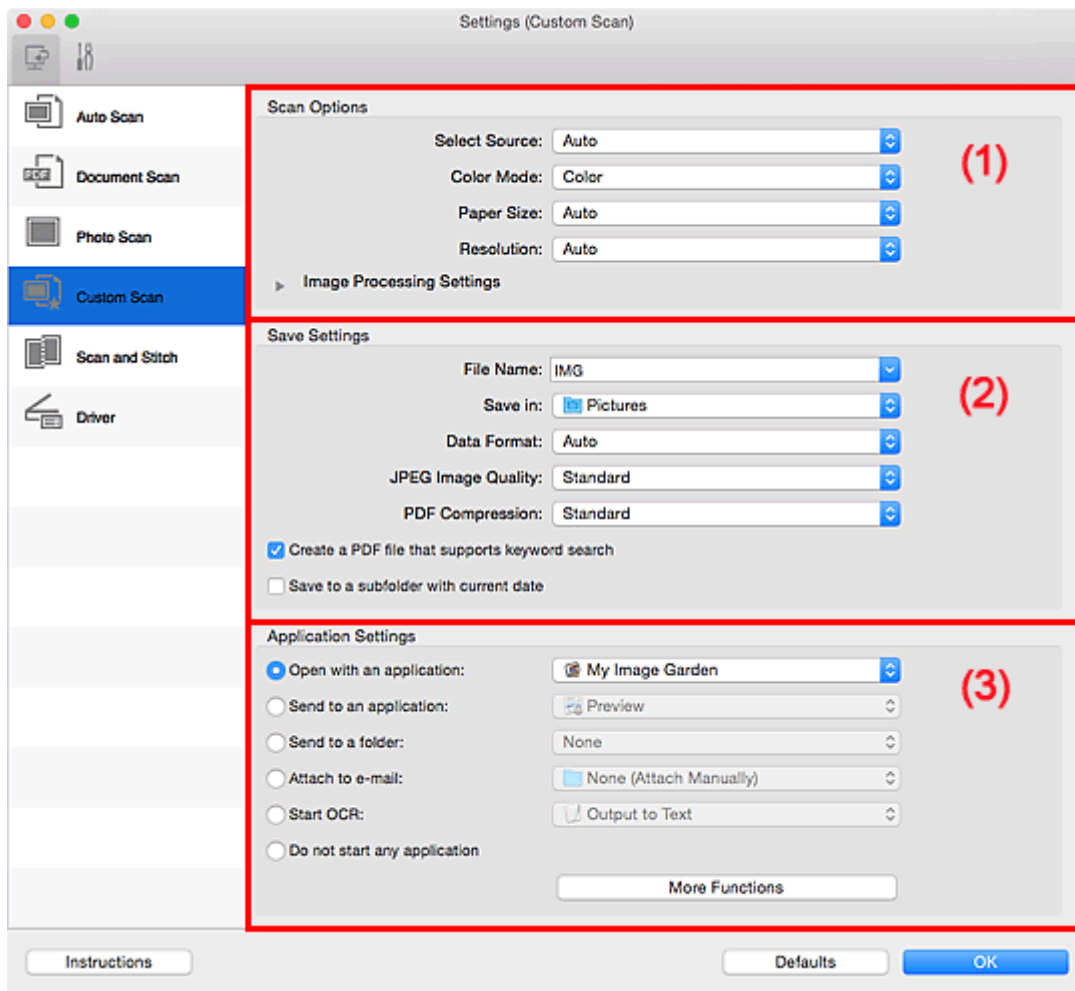 Settings (Custom Scan)
Auto Scan
Document Scan
Photo Scan
Custom Scan
Scan and Stitch
Driver
Scan Options
Select Source: Auto
Color Mode: Color
Paper Size: Auto
Resolution: Auto
Image Processing Settings
(1)
Save Settings
File Name: IMG
Save in: Pictures
Data Format: Auto
JPEG Image Quality: Standard
PDF Compression: Standard
Create a PDF file that supports keyword search
Save to a subfolder with current date
(2)
Application Settings
Open with an application: My Image Garden
Send to an application: Preview
Send to a folder: None
Attach to e-mail: None (Attach Manually)
Start OCR: Output to Text
Do not start any application
More Functions
(3)
Instructions
Defaults
OK